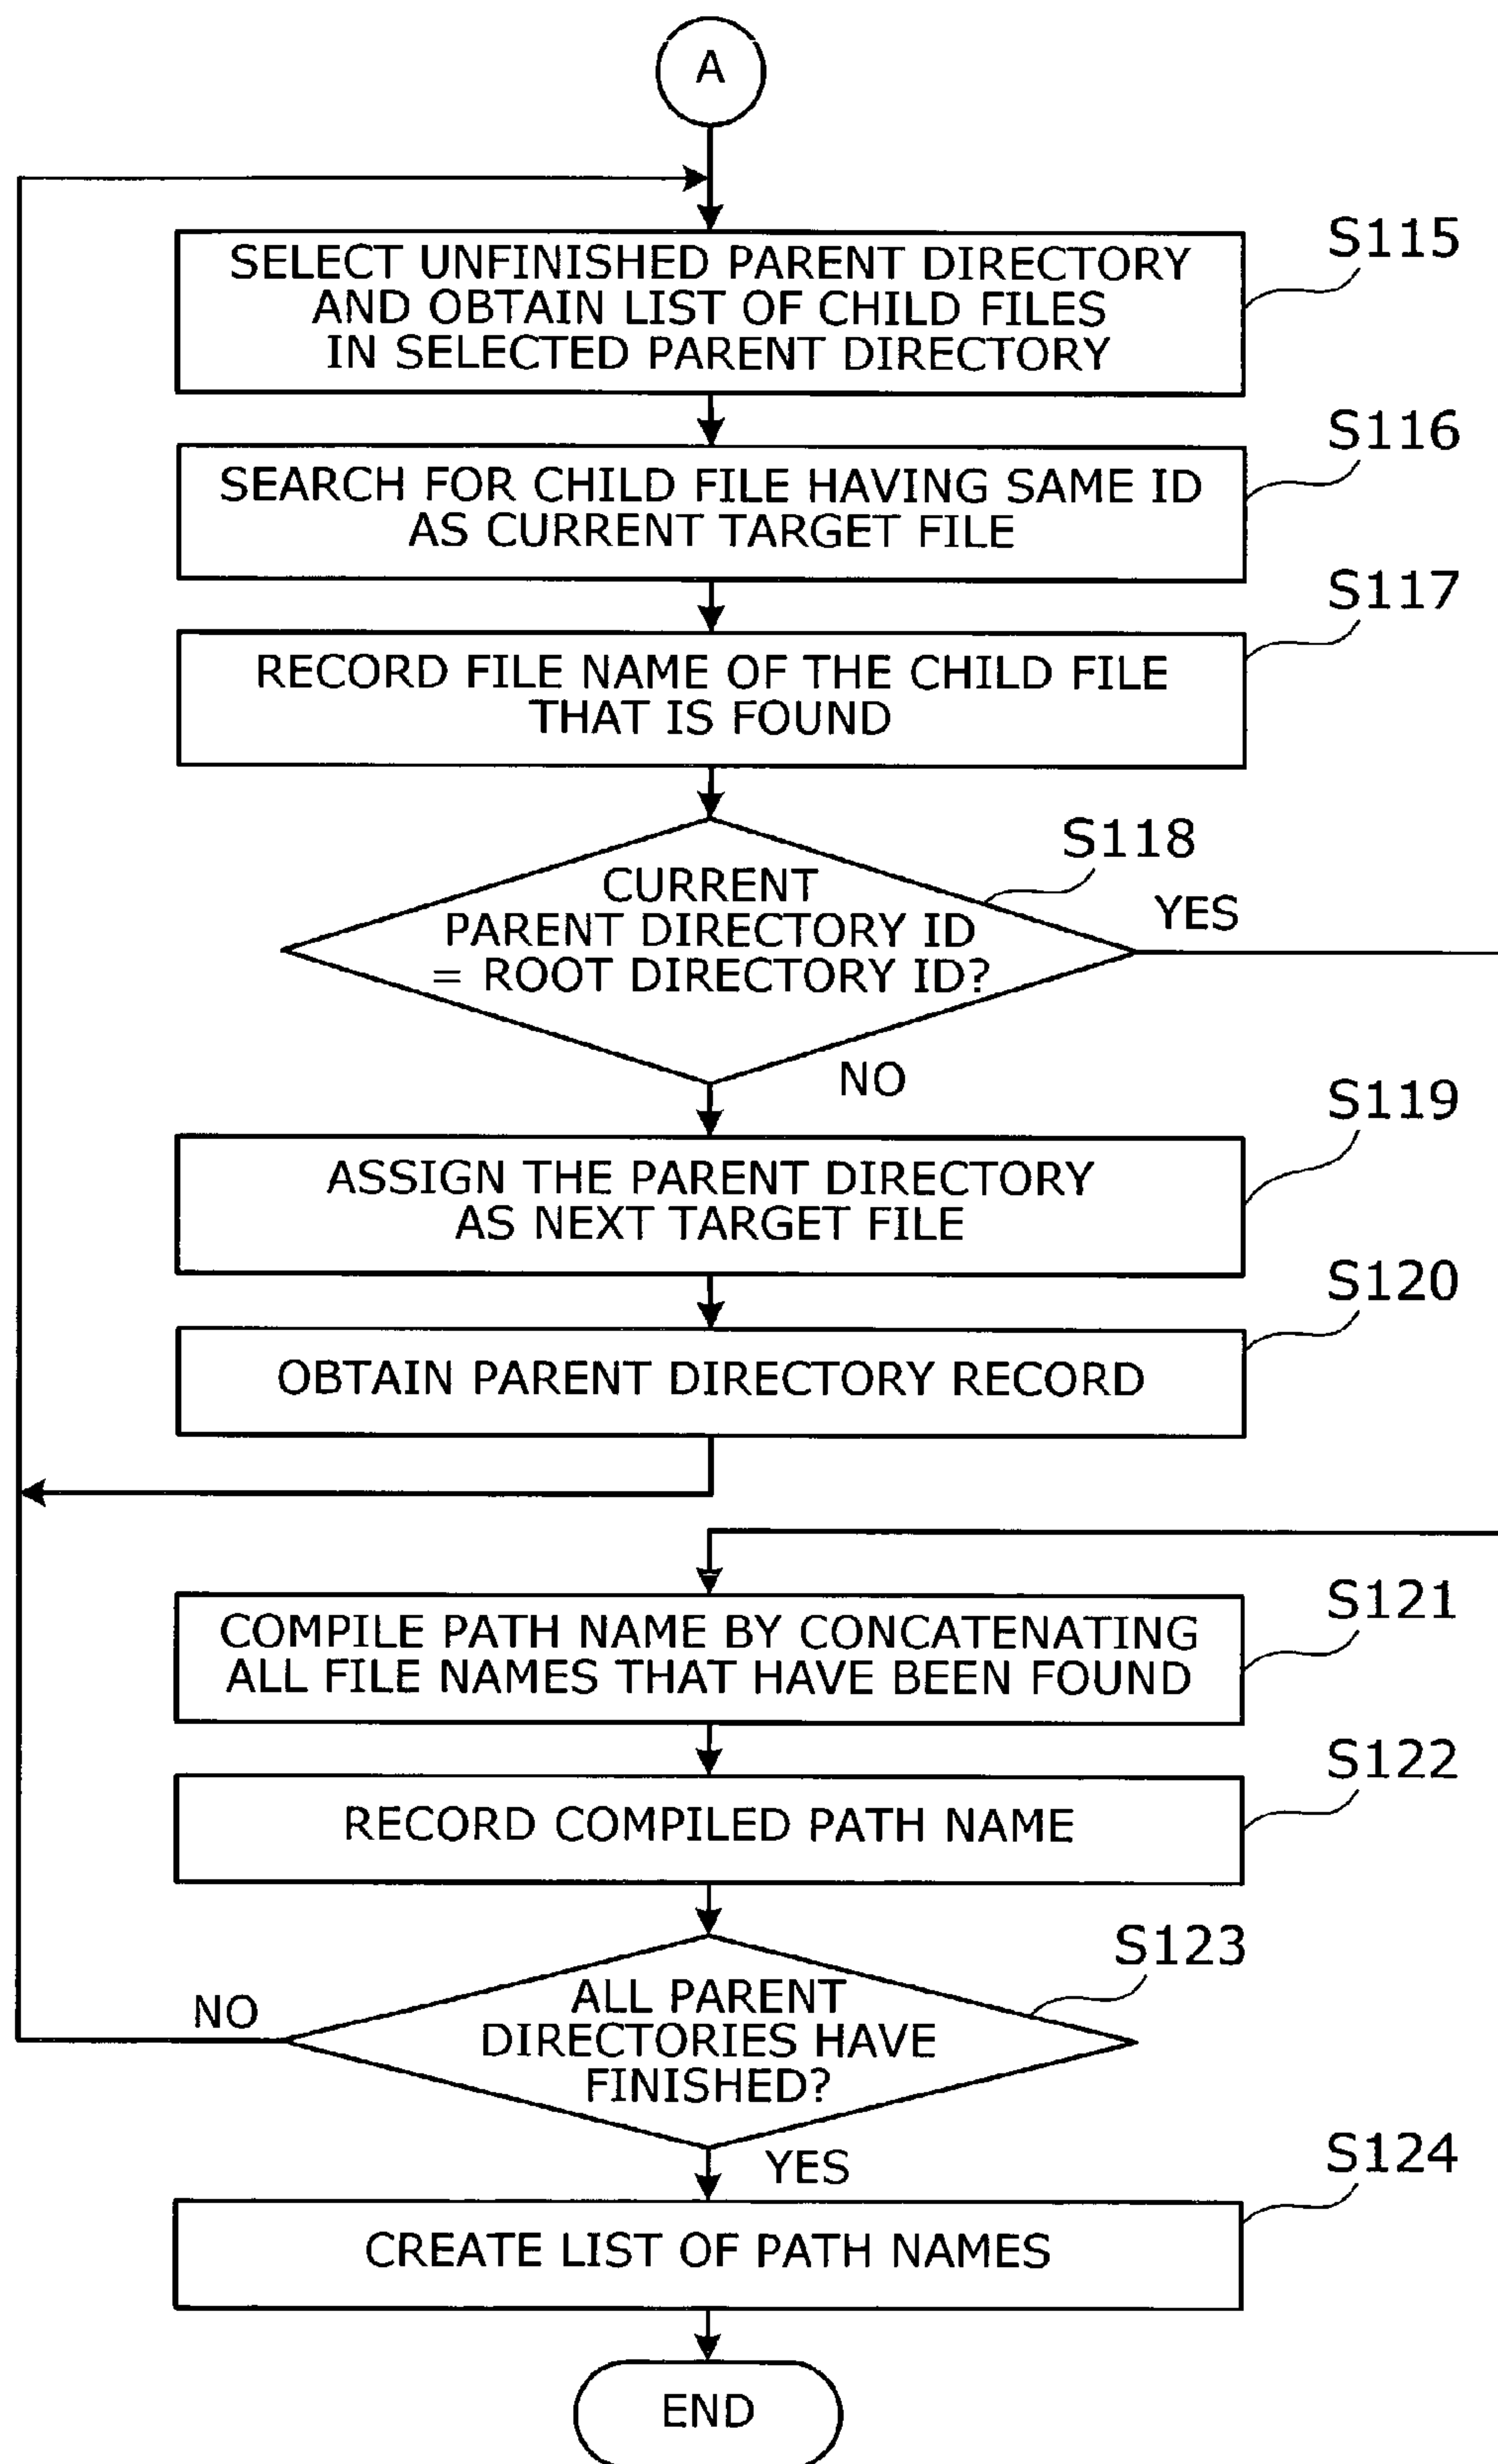 A
SELECT UNFINISHED PARENT DIRECTORY
AND OBTAIN LIST OF CHILD FILES
IN SELECTED PARENT DIRECTORY
S115
SEARCH FOR CHILD FILE HAVING SAME ID
AS CURRENT TARGET FILE
S116
RECORD FILE NAME OF THE CHILD FILE
THAT IS FOUND
S117
CURRENT
PARENT DIRECTORY ID
= ROOT DIRECTORY ID?
S118
YES
NO
ASSIGN THE PARENT DIRECTORY
AS NEXT TARGET FILE
S119
OBTAIN PARENT DIRECTORY RECORD
S120
COMPILE PATH NAME BY CONCATENATING
ALL FILE NAMES THAT HAVE BEEN FOUND
S121
RECORD COMPILED PATH NAME
S122
ALL PARENT
DIRECTORIES HAVE
FINISHED?
S123
NO
YES
CREATE LIST OF PATH NAMES
S124
END